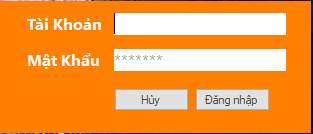 Tài Khoản
Mật Khẩu *******
Hủy Đăng nhập